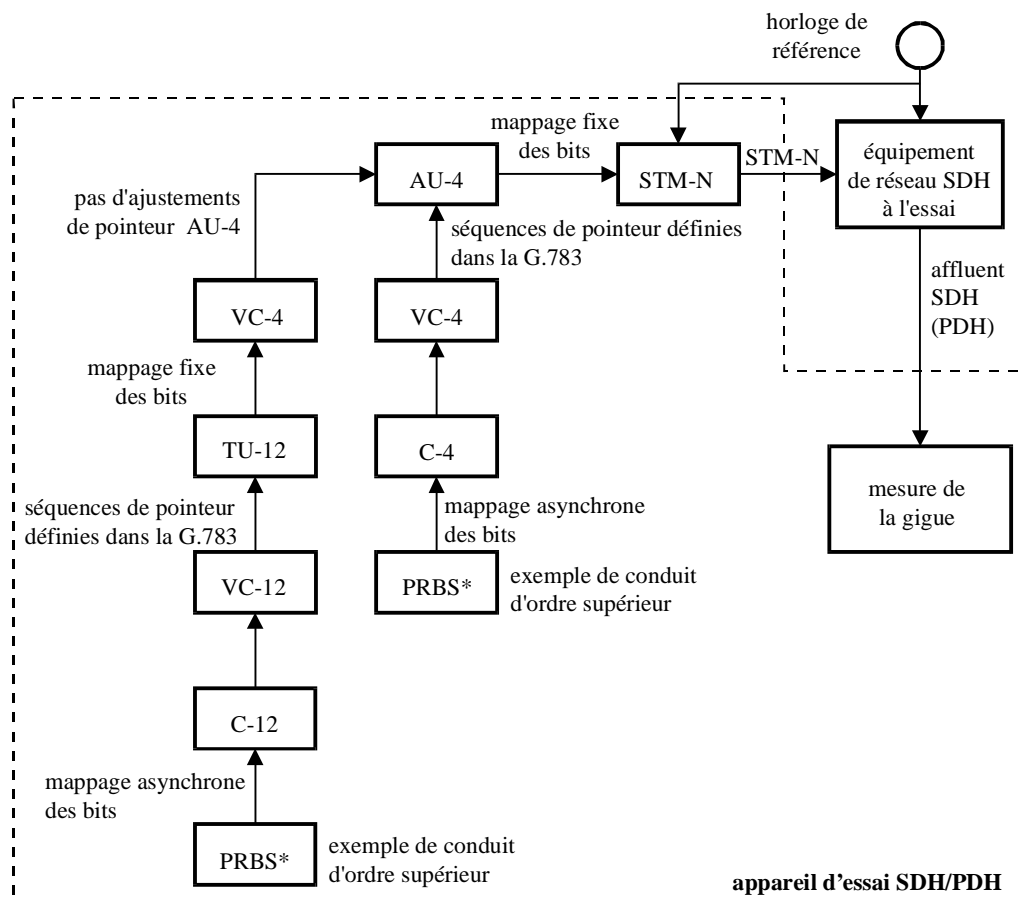 horloge de
référence
mappage fixe
des bits
STM-N
AU-4
STM-N
équipement
de réseau SDH
à l'essai
pas d'ajustements
de pointeur AU-4
séquences de pointeur définies
dans la G.783
affluent
SDH
(PDH)
VC-4
VC-4
mappage fixe
des bits
TU-12
C-4
mesure de
la gigue
séquences de pointeur
définies dans la G.783
mappage asynchrone
des bits
VC-12
PRBS*
exemple de conduit
d'ordre supérieur
C-12
mappage asynchrone
des bits
PRBS*
exemple de conduit
d'ordre supérieur
appareil d’essai SDH/PDH